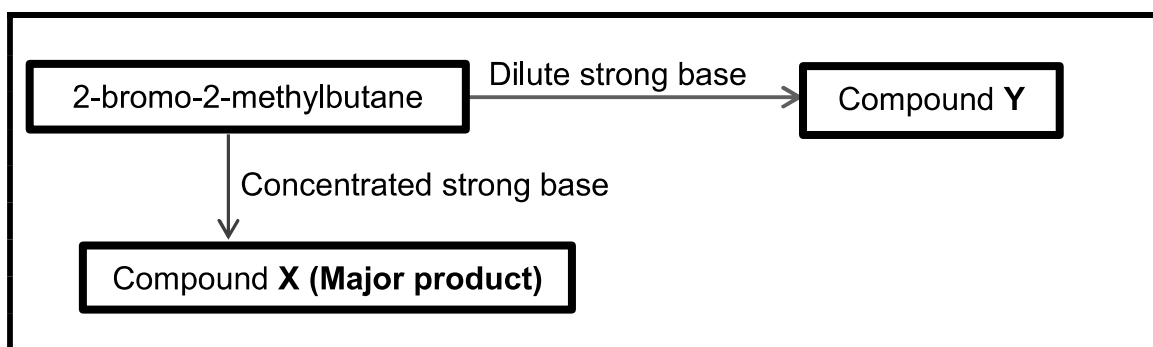 Dilute strong base
2-bromo-2-methylbutane
Compound Y
Concentrated strong base
Compound X (Major product)